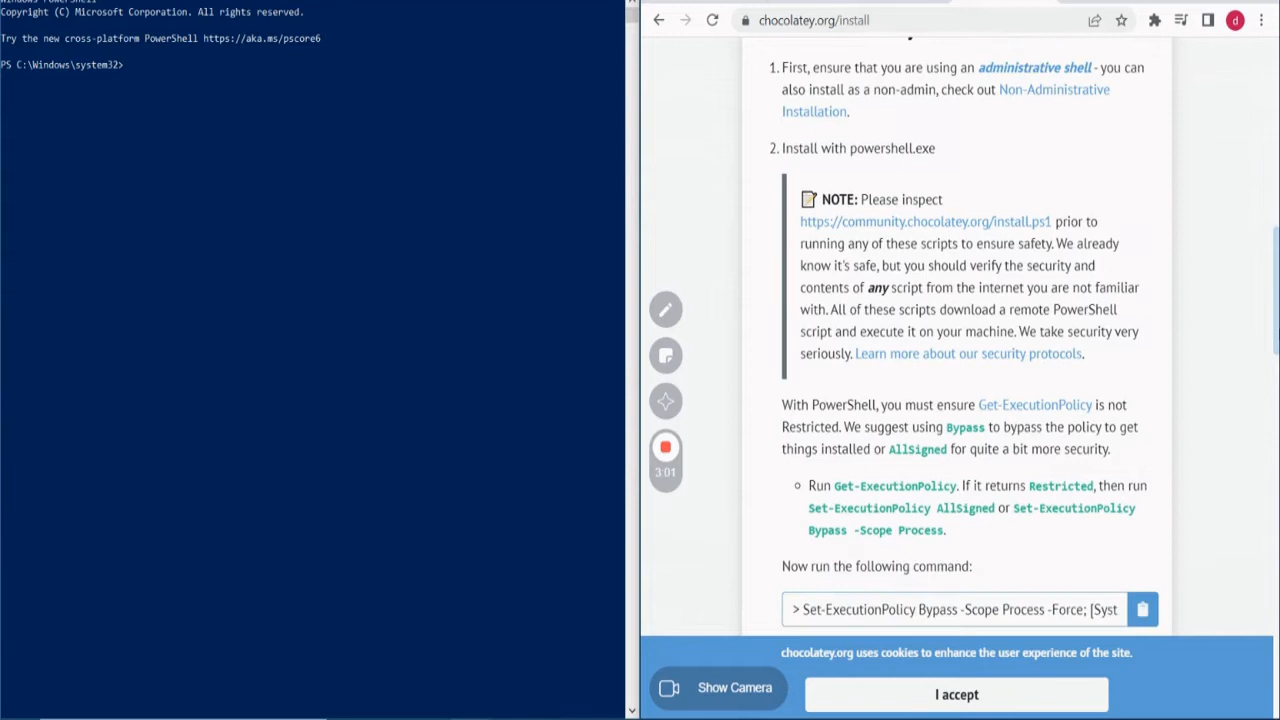 Windows PowerShell
Copyright (C) Microsoft Corporation. All rights reserved.
Try the new cross-platform PowerShell https://aka.ms/pscore6
PS C:\Windows\system32>
chocolatey.org/install
d
1. First, ensure that you are using an administrative shell - you can
also install as a non-admin, check out Non-Administrative
Installation.
2. Install with powershell.exe
📝 NOTE: Please inspect
https://community.chocolatey.org/install.ps1 prior to
running any of these scripts to ensure safety. We already
know it's safe, but you should verify the security and
contents of any script from the internet you are not familiar
with. All of these scripts download a remote PowerShell
script and execute it on your machine. We take security very
seriously. Learn more about our security protocols.
With PowerShell, you must ensure Get-ExecutionPolicy is not
Restricted. We suggest using Bypass to bypass the policy to get
things installed or AllSigned for quite a bit more security.
Run Get-ExecutionPolicy. If it returns Restricted, then run
Set-ExecutionPolicy AllSigned or Set-ExecutionPolicy
Bypass -Scope Process.
Now run the following command:
> Set-ExecutionPolicy Bypass -Scope Process -Force; [Syst
3:01
chocolatey.org uses cookies to enhance the user experience of the site.
Show Camera
I accept